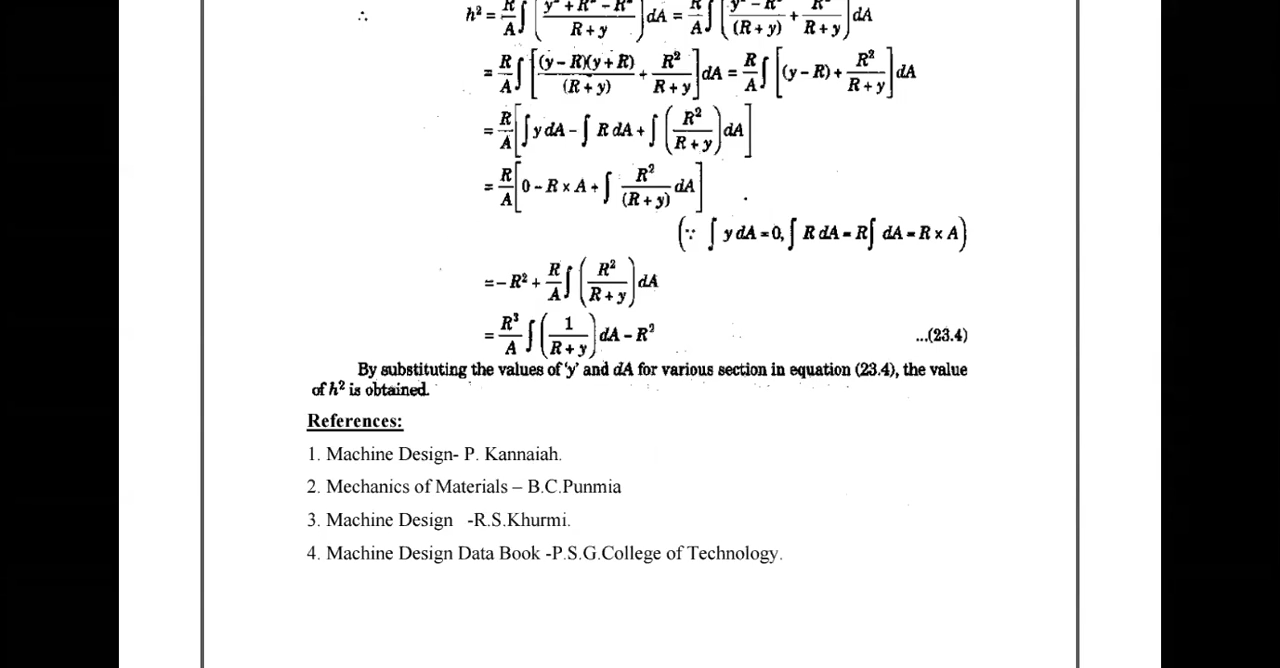 ∴ h² = R/A ∫ ( y² + R² − R² / R + y ) dA = R/A ∫ ( y² − R² / (R + y) + R² / R + y ) dA
= R/A ∫ [ (y − R)(y + R) / (R + y) + R² / R + y ] dA = R/A ∫ [ (y − R) + R² / R + y ] dA
= R/A [ ∫ y dA − ∫ R dA + ∫ ( R² / R + y ) dA ]
= R/A [ 0 − R × A + ∫ R² / (R + y) dA ]
( ∵ ∫ y dA = 0, ∫ R dA = R ∫ dA = R × A )
= − R² + R/A ∫ ( R² / R + y ) dA
= R³/A ∫ ( 1 / R + y ) dA − R² ...(23.4)
By substituting the values of 'y' and dA for various section in equation (23.4), the value
of h² is obtained.
References:
1. Machine Design- P. Kannaiah.
2. Mechanics of Materials – B.C.Punmia
3. Machine Design -R.S.Khurmi.
4. Machine Design Data Book -P.S.G.College of Technology.